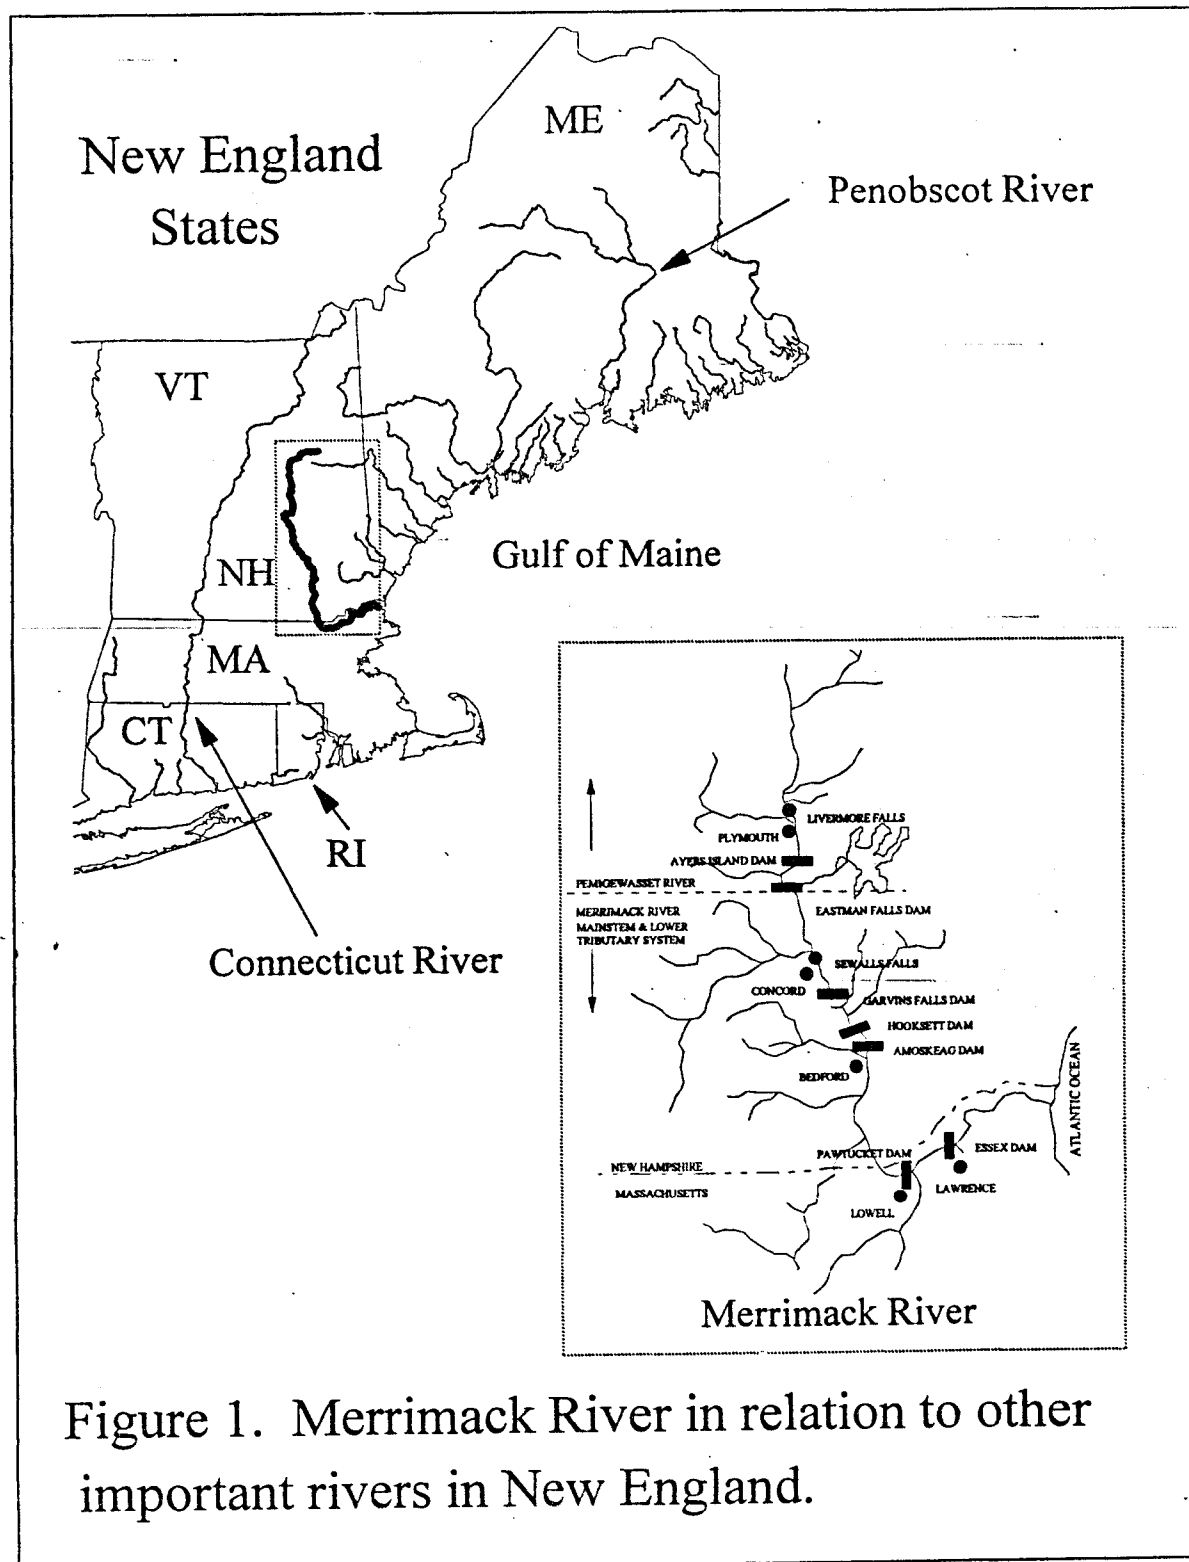 New England
States
ME
Penobscot River
VT
NH
Gulf of Maine
MA
CT
RI
Connecticut River
LIVERMORE FALLS
PLYMOUTH
AYERS ISLAND DAM
PEMIGEWASSET RIVER
EASTMAN FALLS DAM
MERRIMACK RIVER
MAINSTEM & LOWER
TRIBUTARY SYSTEM
SEWALLS FALLS
CONCORD
GARVINS FALLS DAM
HOOKSETT DAM
AMOSKEAG DAM
BEDFORD
ATLANTIC OCEAN
PAWTUCKET DAM
ESSEX DAM
NEW HAMPSHIRE
MASSACHUSETTS
LAWRENCE
LOWELL
Merrimack River
Figure 1. Merrimack River in relation to other
important rivers in New England.